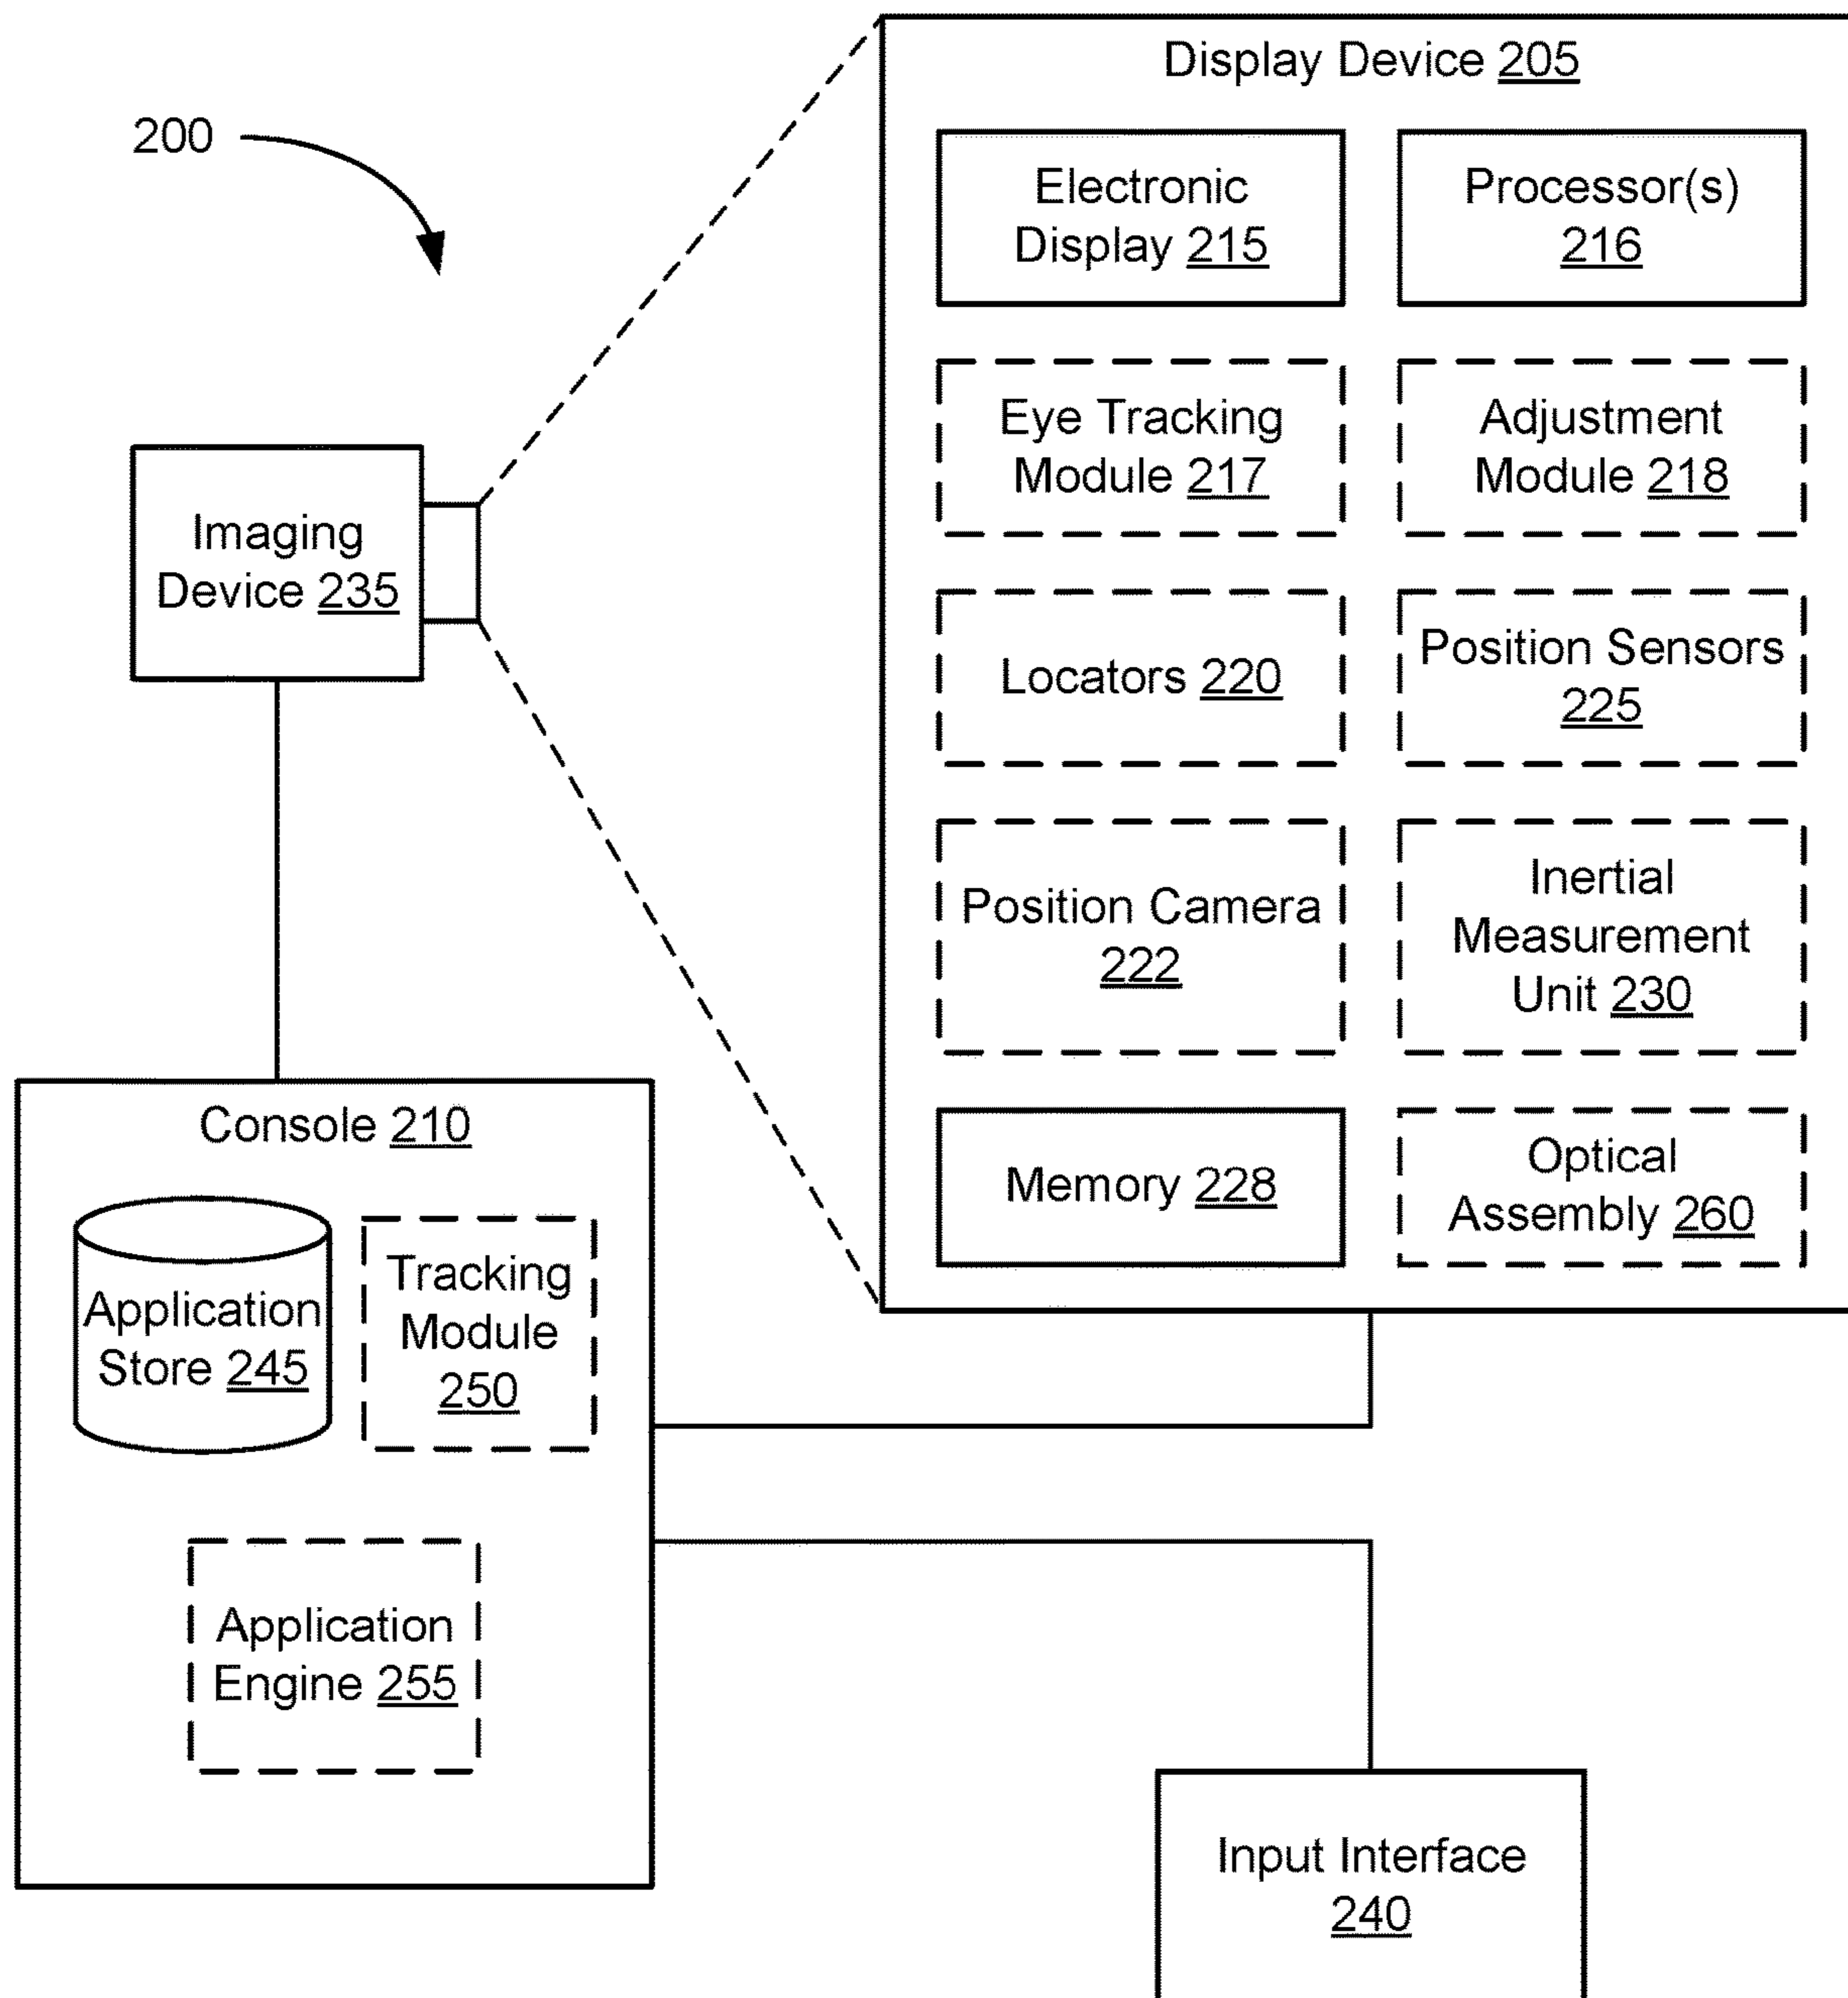 200
Display Device 205
Electronic
Display 215
Processor(s)
216
Eye Tracking
Module 217
Adjustment
Module 218
Imaging
Device 235
Locators 220
Position Sensors
225
Position Camera
222
Inertial
Measurement
Unit 230
Memory 228
Optical
Assembly 260
Console 210
Application
Store 245
Tracking
Module
250
Application
Engine 255
Input Interface
240